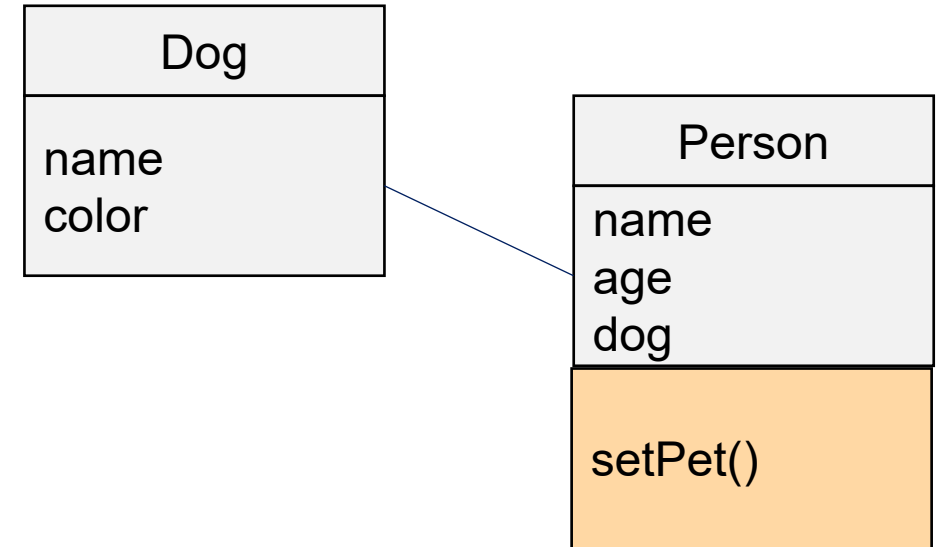 Dog
name
color
Person
name
age
dog
setPet()